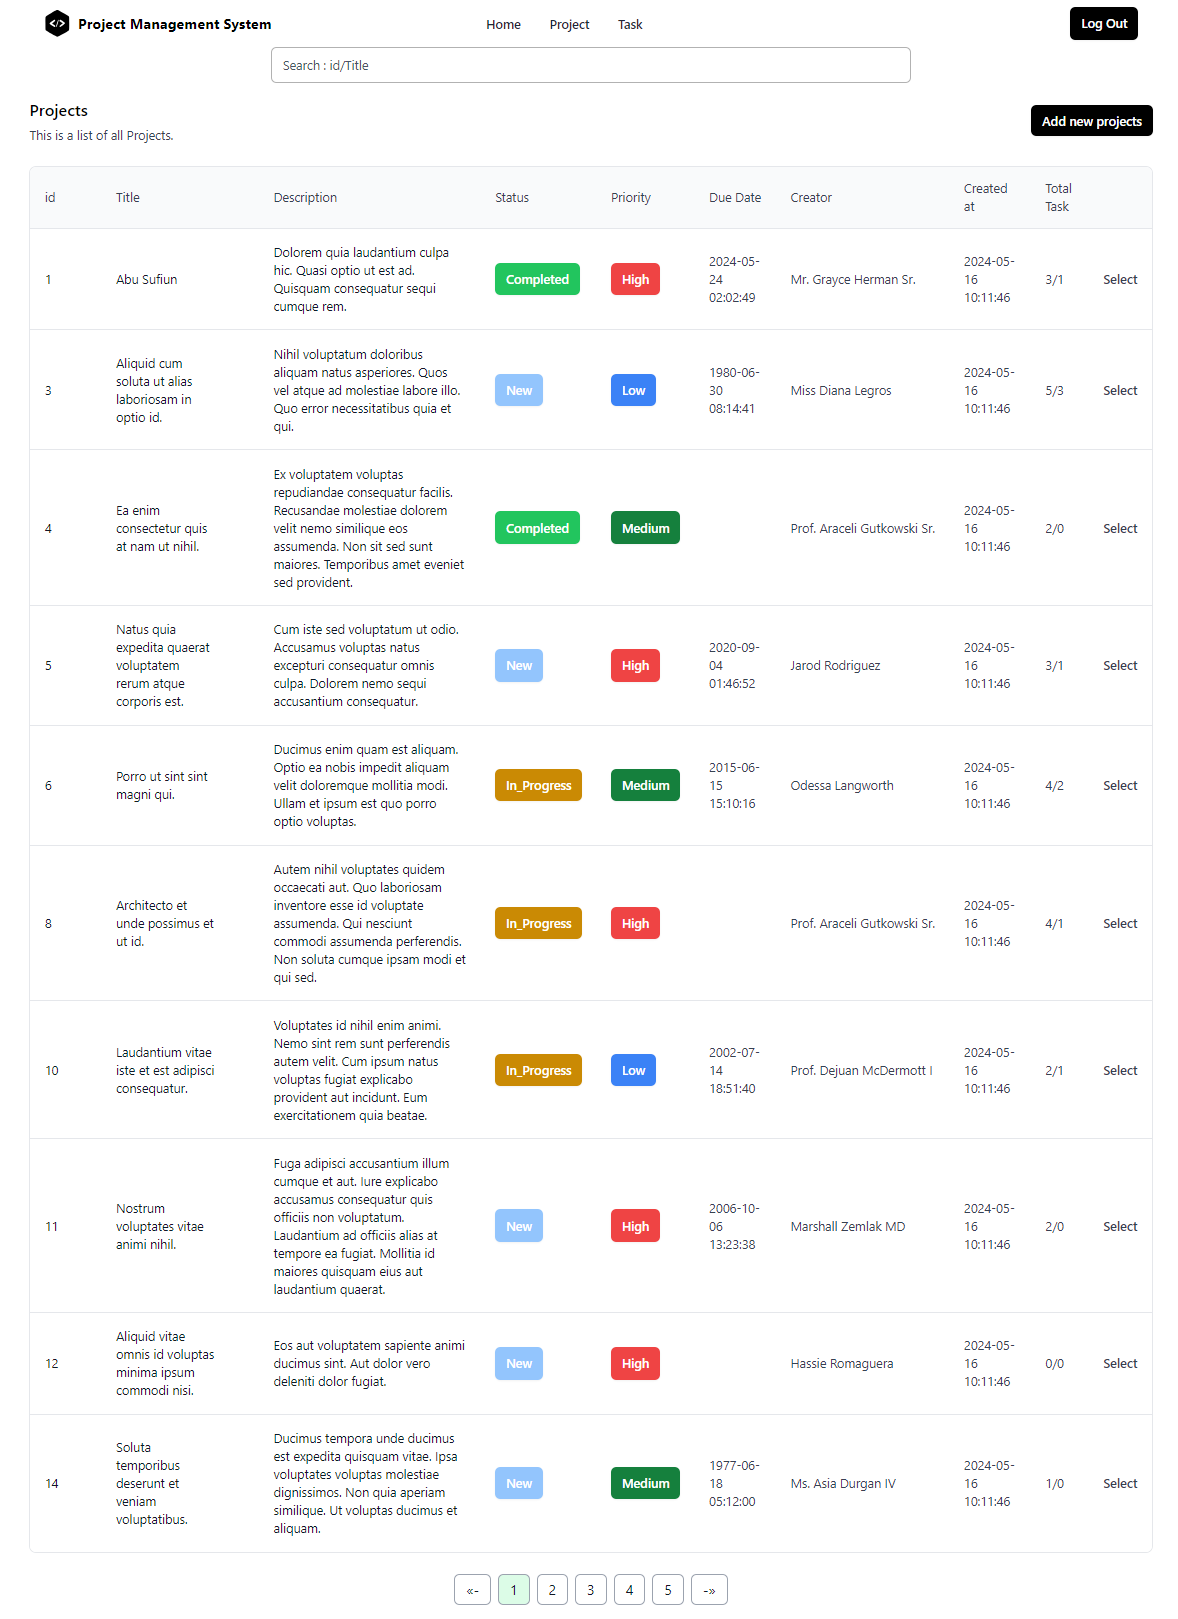 Project Management System
Home Project Task
Log Out
Search : id/Title
Projects
This is a list of all Projects.
Add new projects
id Title Description Status Priority Due Date Creator Created at Total Task
1
Abu Sufiun
Dolorem quia laudantium culpa
hic. Quasi optio ut est ad.
Quisquam consequatur sequi
cumque rem.
Completed
High
2024-05-
24
02:02:49
Mr. Grayce Herman Sr.
2024-05-
16
10:11:46
3/1
Select
3
Aliquid cum
soluta ut alias
laboriosam in
optio id.
Nihil voluptatum doloribus
aliquam natus asperiores. Quos
vel atque ad molestiae labore illo.
Quo error necessitatibus quia et
qui.
New
Low
1980-06-
30
08:14:41
Miss Diana Legros
2024-05-
16
10:11:46
5/3
Select
4
Ea enim
consectetur quis
at nam ut nihil.
Ex voluptatem voluptas
repudiandae consequatur facilis.
Recusandae molestiae dolorem
velit nemo similique eos
assumenda. Non sit sed sunt
maiores. Temporibus amet eveniet
sed provident.
Completed
Medium
Prof. Araceli Gutkowski Sr.
2024-05-
16
10:11:46
2/0
Select
5
Natus quia
expedita quaerat
voluptatem
rerum atque
corporis est.
Cum iste sed voluptatum ut odio.
Accusamus voluptas natus
excepturi consequatur omnis
culpa. Dolorem nemo sequi
accusantium consequatur.
New
High
2020-09-
04
01:46:52
Jarod Rodriguez
2024-05-
16
10:11:46
3/1
Select
6
Porro ut sint sint
magni qui.
Ducimus enim quam est aliquam.
Optio ea nobis impedit aliquam
velit doloremque mollitia modi.
Ullam et ipsum est quo porro
optio voluptas.
In_Progress
Medium
2015-06-
15
15:10:16
Odessa Langworth
2024-05-
16
10:11:46
4/2
Select
8
Architecto et
unde possimus et
ut id.
Autem nihil voluptates quidem
occaecati aut. Quo laboriosam
inventore esse id voluptate
assumenda. Qui nesciunt
commodi assumenda perferendis.
Non soluta cumque ipsam modi et
qui sed.
In_Progress
High
Prof. Araceli Gutkowski Sr.
2024-05-
16
10:11:46
4/1
Select
10
Laudantium vitae
iste et est adipisci
consequatur.
Voluptates id nihil enim animi.
Nemo sint rem sunt perferendis
autem velit. Cum ipsum natus
voluptas fugiat explicabo
provident aut incidunt. Eum
exercitationem quia beatae.
In_Progress
Low
2002-07-
14
18:51:40
Prof. Dejuan McDermott I
2024-05-
16
10:11:46
2/1
Select
11
Nostrum
voluptates vitae
animi nihil.
Fuga adipisci accusantium illum
cumque et aut. Iure explicabo
accusamus consequatur quis
officiis non voluptatum.
Laudantium ad officiis alias at
tempore ea fugiat. Mollitia id
maiores quisquam eius aut
laudantium quaerat.
New
High
2006-10-
06
13:23:38
Marshall Zemlak MD
2024-05-
16
10:11:46
2/0
Select
12
Aliquid vitae
omnis id voluptas
minima ipsum
commodi nisi.
Eos aut voluptatem sapiente animi
ducimus sint. Aut dolor vero
deleniti dolor fugiat.
New
High
Hassie Romaguera
2024-05-
16
10:11:46
0/0
Select
14
Soluta
temporibus
deserunt et
veniam
voluptatibus.
Ducimus tempora unde ducimus
est expedita quisquam vitae. Ipsa
voluptates voluptas molestiae
dignissimos. Non quia aperiam
similique. Ut voluptas ducimus et
aliquam.
New
Medium
1977-06-
18
05:12:00
Ms. Asia Durgan IV
2024-05-
16
10:11:46
1/0
Select
«- 1 2 3 4 5 -»